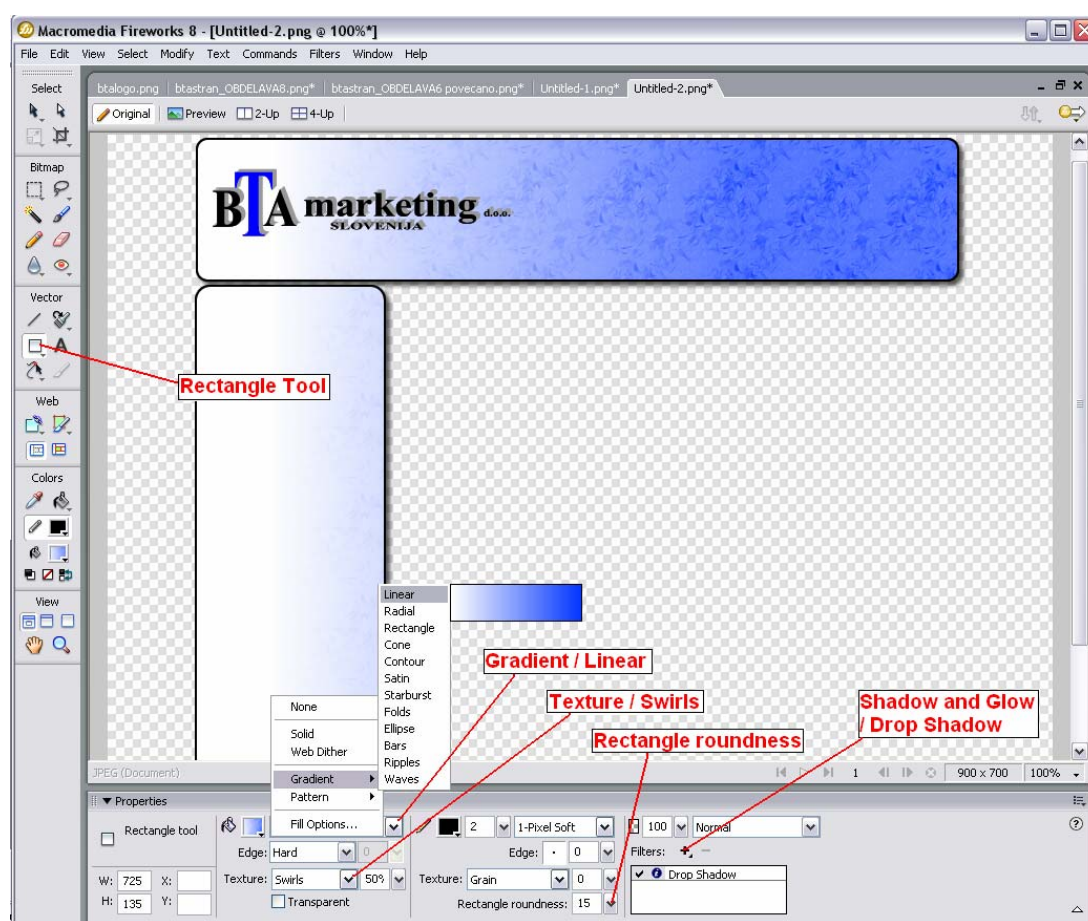 Macromedia Fireworks 8 - [Untitled-2.png @ 100%*]
File Edit View Select Modify Text Commands Filters Window Help
Select
btalogo.png btastran_OBDELAVA8.png* btastran_OBDELAVA6 povecano.png* Untitled-1.png* Untitled-2.png*
Original Preview 2-Up 4-Up
Bitmap
BTA marketing d.o.o.
SLOVENIJA
Vector
Rectangle Tool
Web
Colors
View
Linear
Radial
Rectangle
Cone
Contour
Satin
Starburst
Folds
Ellipse
Bars
Ripples
Waves
Gradient / Linear
Texture / Swirls
Rectangle roundness
Shadow and Glow
/ Drop Shadow
None
Solid
Web Dither
Gradient
Pattern
Fill Options...
JPEG (Document) 1 900 x 700 100%
Properties
Rectangle tool
2 1-Pixel Soft 100 Normal
Edge: Hard 0 Edge: 0 Filters:
W: 725 X: Texture: Swirls 50% Texture: Grain 0 Drop Shadow
H: 135 Y: Transparent Rectangle roundness: 15